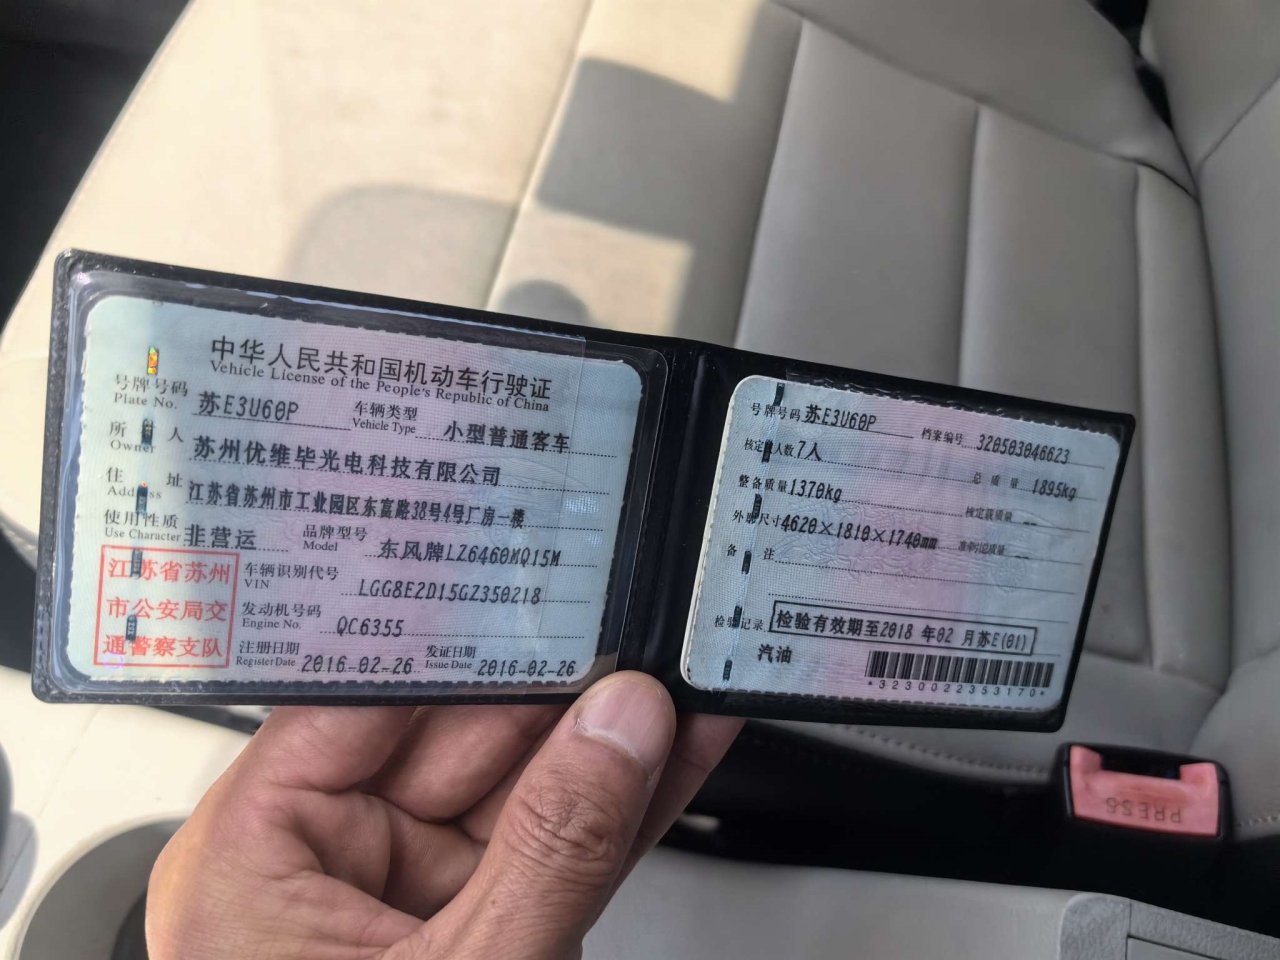 中华人民共和国机动车行驶证
Vehicle License of the People's Republic of China
号牌号码 苏E3U60P 车辆类型 小型普通客车
Plate No. Vehicle Type
所有人 苏州优维毕光电科技有限公司
Owner
住址 江苏省苏州市工业园区东富路38号4号厂房一楼
Address
使用性质 非营运 品牌型号 东风牌LZ6460MQ15M
Use Character Model
江苏省苏州
市公安局交
通警察支队
车辆识别代号 LGG8E2D15GZ350218
VIN
发动机号码 QC6355
Engine No.
注册日期 2016-02-26 发证日期 2016-02-26
Register Date Issue Date
号牌号码 苏E3U60P 档案编号 320503046623
核定人数 7人 总质量 1895kg
整备质量 1370kg 核定载质量 --
外廓尺寸 4620×1810×1740mm 准牵引总质量 --
备注
检验记录 检验有效期至2018年02月苏E(01)
汽油
*3230022353170*
PRESS